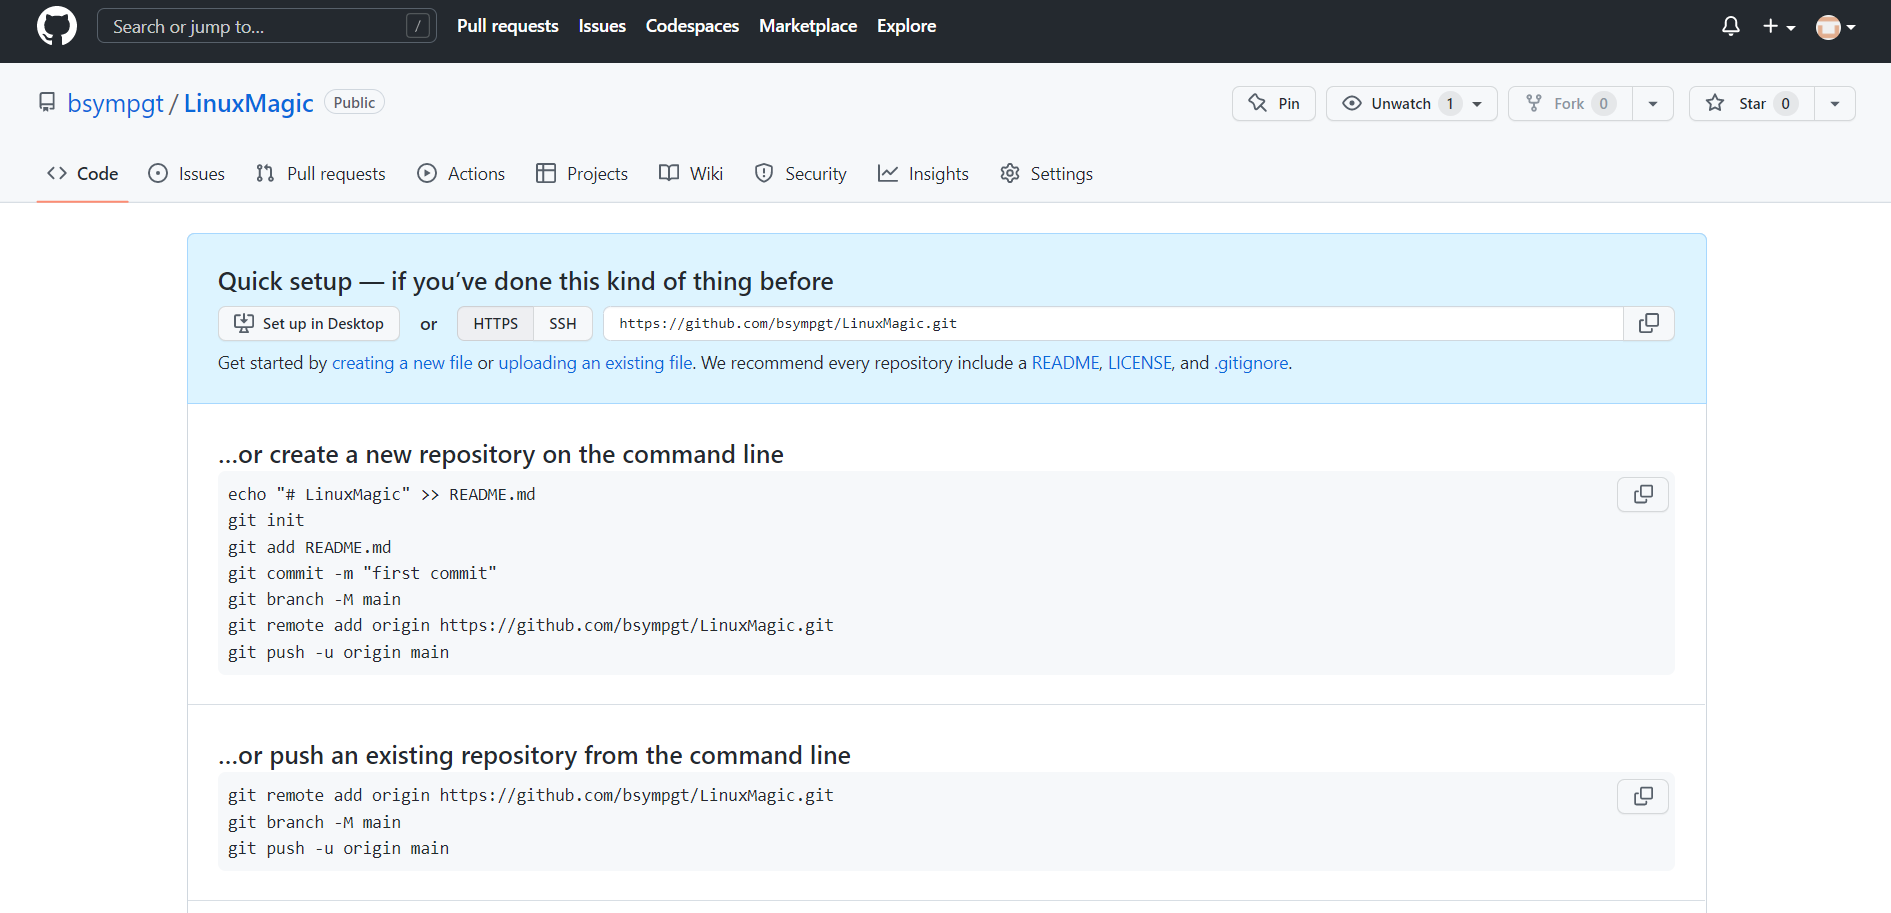 Search or jump to... /
Pull requests Issues Codespaces Marketplace Explore
bsympgt / LinuxMagic Public
Pin Unwatch 1 Fork 0 Star 0
Code Issues Pull requests Actions Projects Wiki Security Insights Settings
Quick setup — if you’ve done this kind of thing before
Set up in Desktop or HTTPS SSH https://github.com/bsympgt/LinuxMagic.git
Get started by creating a new file or uploading an existing file. We recommend every repository include a README, LICENSE, and .gitignore.
…or create a new repository on the command line
echo "# LinuxMagic" >> README.md
git init
git add README.md
git commit -m "first commit"
git branch -M main
git remote add origin https://github.com/bsympgt/LinuxMagic.git
git push -u origin main
…or push an existing repository from the command line
git remote add origin https://github.com/bsympgt/LinuxMagic.git
git branch -M main
git push -u origin main